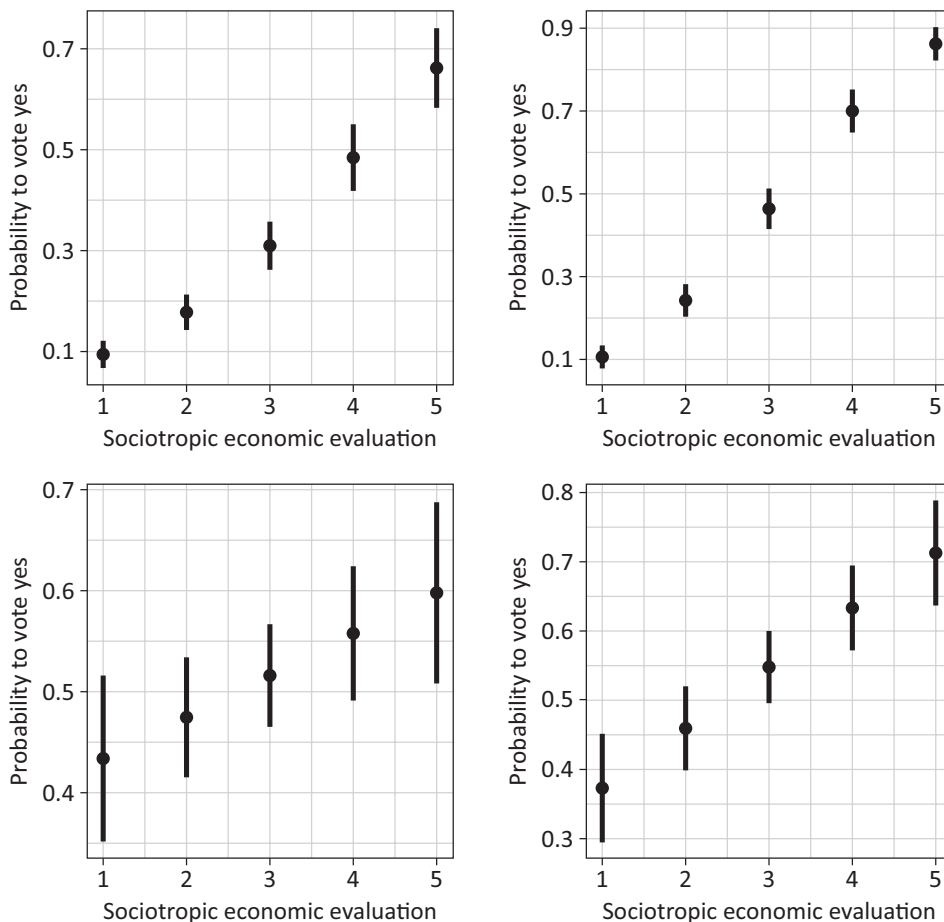 Probability to vote yes
0.7
0.5
0.3
0.1
1 2 3 4 5
Sociotropic economic evaluation
Probability to vote yes
0.9
0.7
0.5
0.3
0.1
1 2 3 4 5
Sociotropic economic evaluation
Probability to vote yes
0.7
0.6
0.5
0.4
1 2 3 4 5
Sociotropic economic evaluation
Probability to vote yes
0.8
0.7
0.6
0.5
0.4
0.3
1 2 3 4 5
Sociotropic economic evaluation